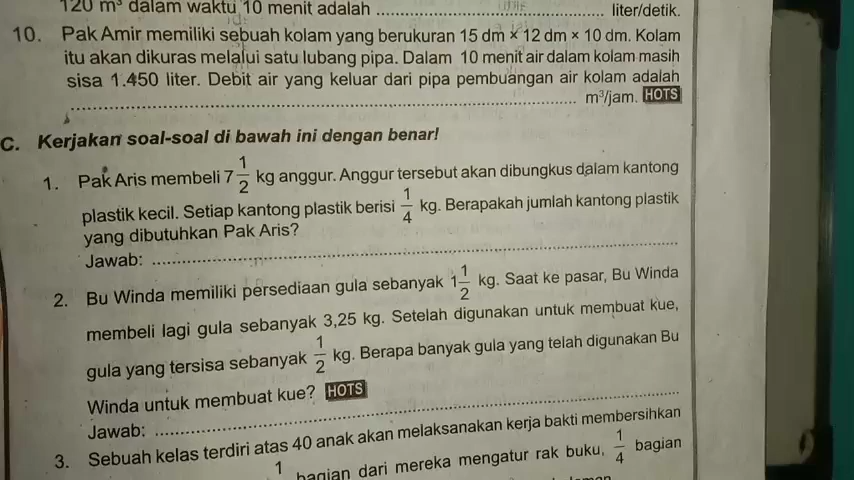 120 m³ dalam waktu 10 menit adalah ............ liter/detik.
10. Pak Amir memiliki sebuah kolam yang berukuran 15 dm × 12 dm × 10 dm. Kolam
itu akan dikuras melalui satu lubang pipa. Dalam 10 menit air dalam kolam masih
sisa 1.450 liter. Debit air yang keluar dari pipa pembuangan air kolam adalah
............ m³/jam. HOTS
C. Kerjakan soal-soal di bawah ini dengan benar!
1. Pak Aris membeli 7 1/2 kg anggur. Anggur tersebut akan dibungkus dalam kantong
plastik kecil. Setiap kantong plastik berisi 1/4 kg. Berapakah jumlah kantong plastik
yang dibutuhkan Pak Aris?
Jawab: ............
2. Bu Winda memiliki persediaan gula sebanyak 1 1/2 kg. Saat ke pasar, Bu Winda
membeli lagi gula sebanyak 3,25 kg. Setelah digunakan untuk membuat kue,
gula yang tersisa sebanyak 1/2 kg. Berapa banyak gula yang telah digunakan Bu
Winda untuk membuat kue? HOTS
Jawab: ............
3. Sebuah kelas terdiri atas 40 anak akan melaksanakan kerja bakti membersihkan
1 bagian dari mereka mengatur rak buku, 1/4 bagian